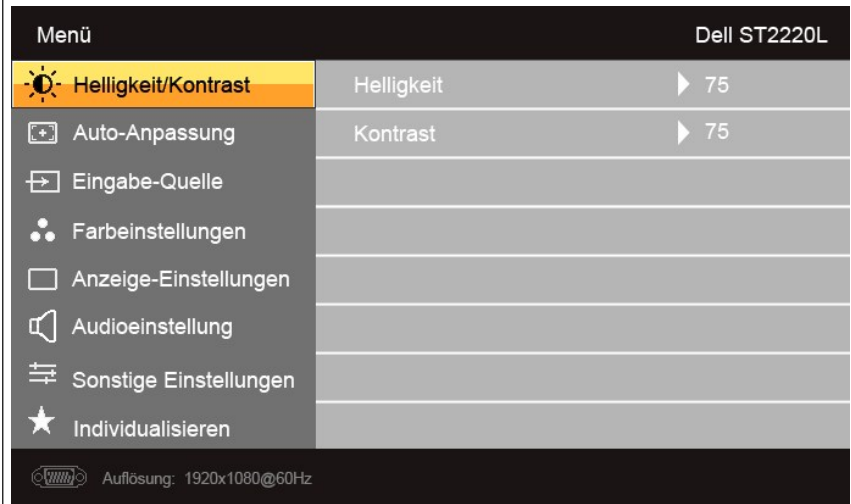 Menü Dell ST2220L
Helligkeit/Kontrast Helligkeit 75
Auto-Anpassung Kontrast 75
Eingabe-Quelle
Farbeinstellungen
Anzeige-Einstellungen
Audioeinstellung
Sonstige Einstellungen
Individualisieren
Auflösung: 1920x1080@60Hz